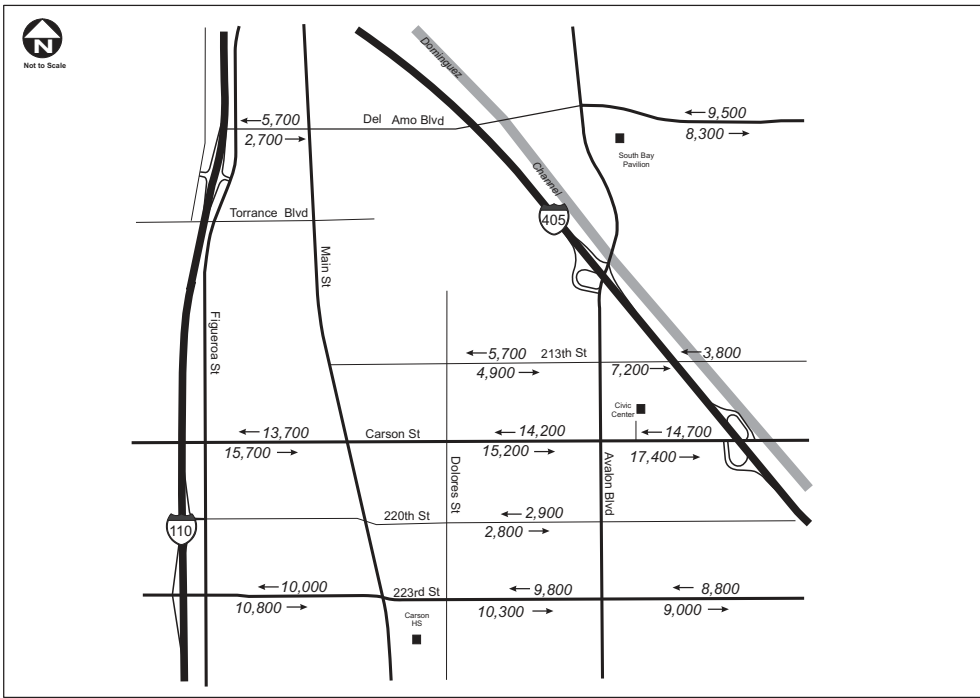 N
Not to Scale
Dominguez
Channel
5,700
2,700
Del Amo Blvd
9,500
8,300
South Bay
Pavilion
Torrance Blvd
405
Main St
Figueroa St
5,700
213th St
3,800
4,900
7,200
Civic
Center
13,700
Carson St
14,200
14,700
15,700
15,200
17,400
Dolores St
Avalon Blvd
110
220th St
2,900
2,800
10,000
223rd St
9,800
8,800
10,800
10,300
9,000
Carson
HS